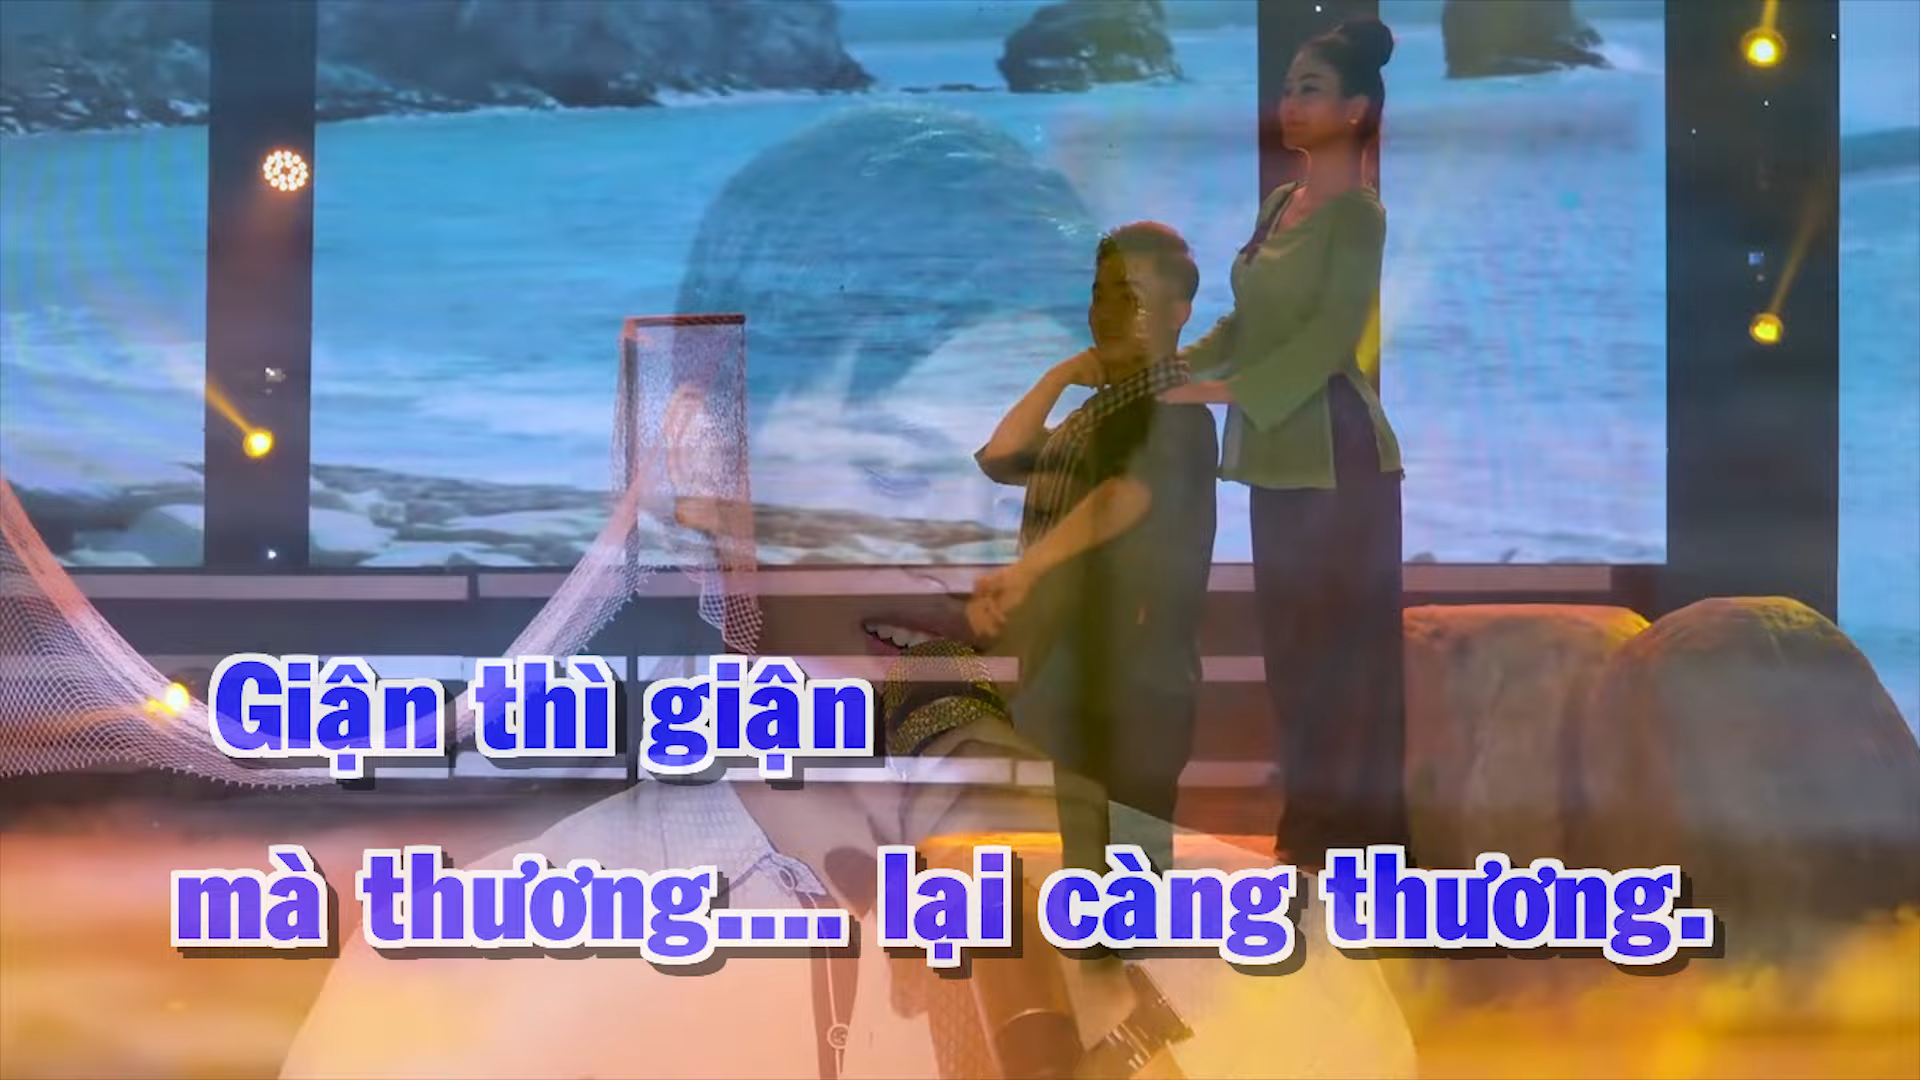 Giận thì giận
mà thương.... lại càng thương.